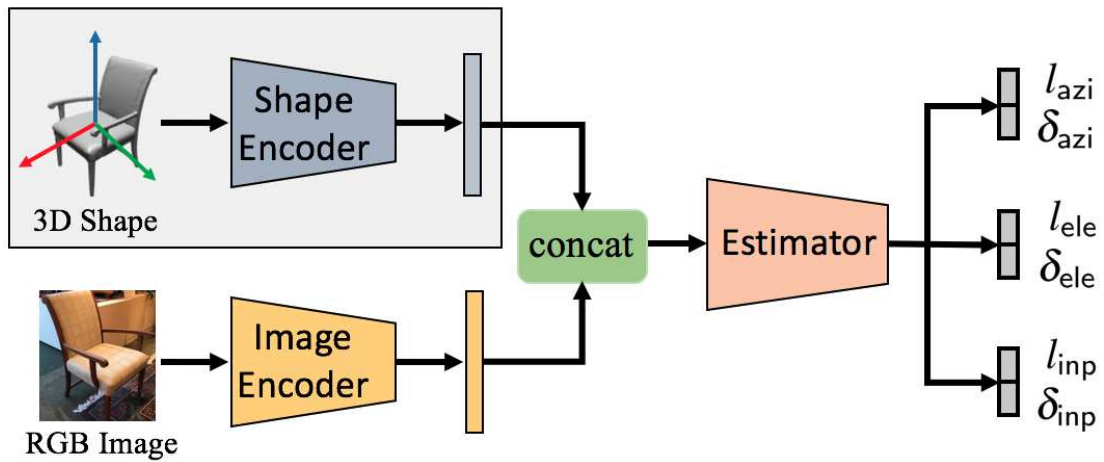 3D Shape
Shape
Encoder
RGB Image
Image
Encoder
concat
Estimator
l_azi
δ_azi
l_ele
δ_ele
l_inp
δ_inp